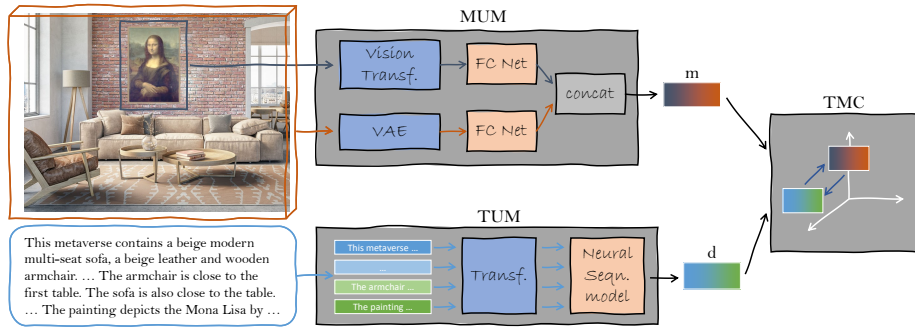 MUM
Vision
Transf.
FC Net
VAE
FC Net
concat
m
TMC
This metaverse contains a beige modern
multi-seat sofa, a beige leather and wooden
armchair. ... The armchair is close to the
first table. The sofa is also close to the table.
... The painting depicts the Mona Lisa by ...
TUM
This metaverse ...
...
The armchair ...
The painting ...
Transf.
Neural
Seqn.
model
d